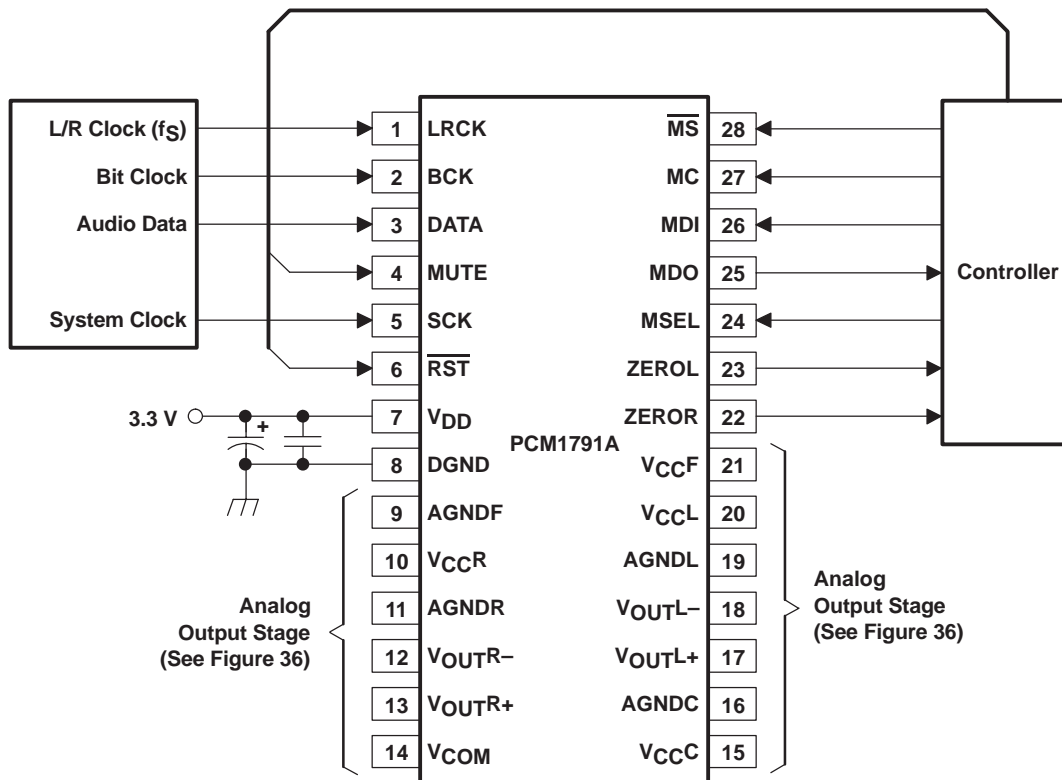 L/R Clock (fS)
Bit Clock
Audio Data
System Clock
3.3 V
+
Analog
Output Stage
(See Figure 36)
1 LRCK
2 BCK
3 DATA
4 MUTE
5 SCK
6 R̅S̅T̅
7 VDD
8 DGND
9 AGNDF
10 VCCR
11 AGNDR
12 VOUTR–
13 VOUTR+
14 VCOM
PCM1791A
M̅S̅ 28
MC 27
MDI 26
MDO 25
MSEL 24
ZEROL 23
ZEROR 22
VCCF 21
VCCL 20
AGNDL 19
VOUTL– 18
VOUTL+ 17
AGNDC 16
VCCC 15
Controller
Analog
Output Stage
(See Figure 36)